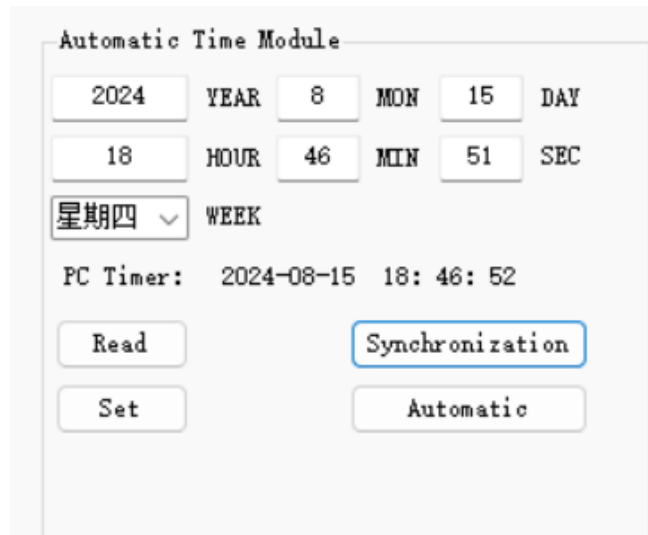 Automatic Time Module
2024 YEAR 8 MON 15 DAY
18 HOUR 46 MIN 51 SEC
星期四 WEEK
PC Timer: 2024-08-15 18: 46: 52
Read Synchronization
Set Automatic